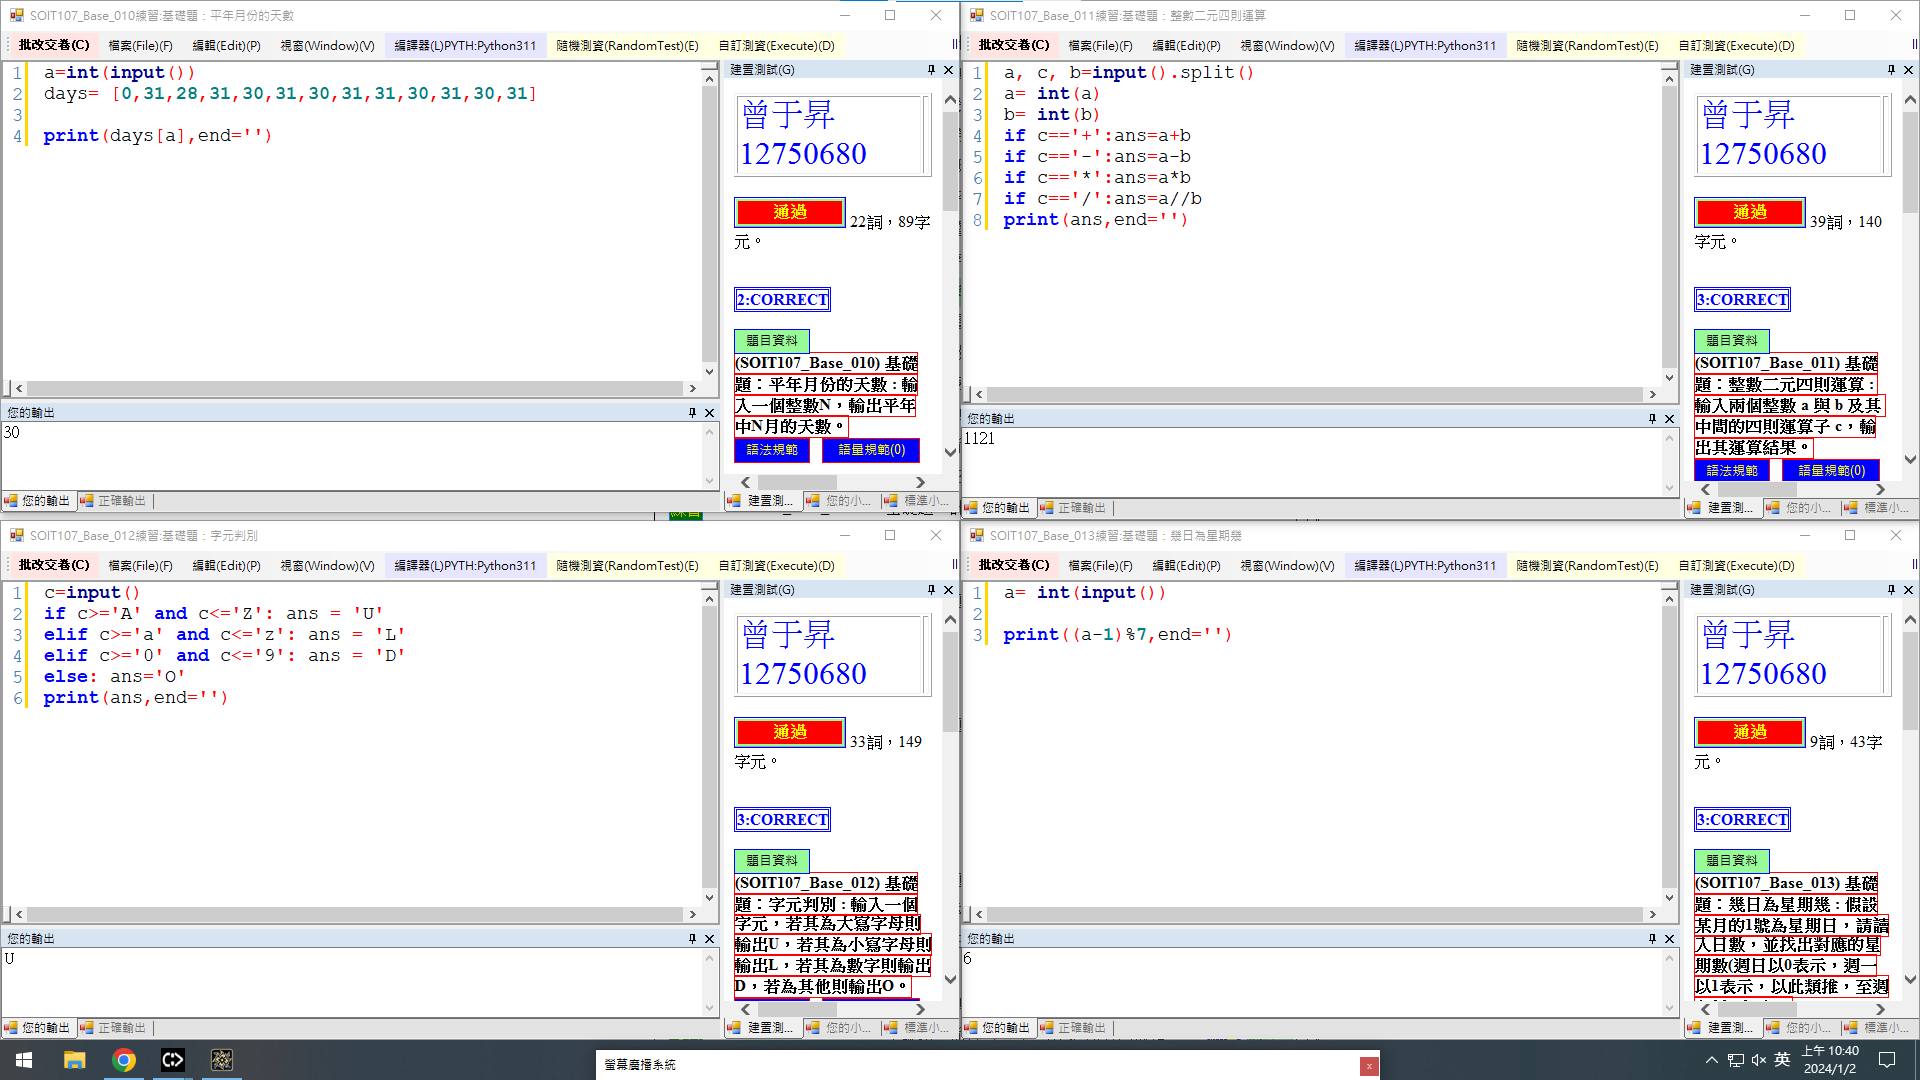 SOIT107_Base_010練習:基礎題：平年月份的天數
批改交卷(C) 檔案(File)(F) 編輯(Edit)(P) 視窗(Window)(V) 編譯器(L)PYTH:Python311 隨機測資(RandomTest)(E) 自訂測資(Execute)(D)
1 a=int(input())
2 days= [0,31,28,31,30,31,30,31,31,30,31,30,31]
3
4 print(days[a],end='')
建置測試(G)
曾于昇
12750680
通過 22詞，89字
元。
2:CORRECT
題目資料
(SOIT107_Base_010) 基礎
題：平年月份的天數：輸
入一個整數N，輸出平年
中N月的天數。
語法規範 語量規範(0)
您的輸出
30
您的輸出 正確輸出
建置測... 您的小... 標準小...
SOIT107_Base_011練習:基礎題：整數二元四則運算
批改交卷(C) 檔案(File)(F) 編輯(Edit)(P) 視窗(Window)(V) 編譯器(L)PYTH:Python311 隨機測資(RandomTest)(E) 自訂測資(Execute)(D)
1 a, c, b=input().split()
2 a= int(a)
3 b= int(b)
4 if c=='+':ans=a+b
5 if c=='-':ans=a-b
6 if c=='*':ans=a*b
7 if c=='/':ans=a//b
8 print(ans,end='')
建置測試(G)
曾于昇
12750680
通過 39詞，140
字元。
3:CORRECT
題目資料
(SOIT107_Base_011) 基礎
題：整數二元四則運算：
輸入兩個整數 a 與 b 及其
中間的四則運算子 c，輸
出其運算結果。
語法規範 語量規範(0)
您的輸出
1121
您的輸出 正確輸出
建置測... 您的小... 標準小...
SOIT107_Base_012練習:基礎題：字元判別
批改交卷(C) 檔案(File)(F) 編輯(Edit)(P) 視窗(Window)(V) 編譯器(L)PYTH:Python311 隨機測資(RandomTest)(E) 自訂測資(Execute)(D)
1 c=input()
2 if c>='A' and c<='Z': ans = 'U'
3 elif c>='a' and c<='z': ans = 'L'
4 elif c>='0' and c<='9': ans = 'D'
5 else: ans='O'
6 print(ans,end='')
建置測試(G)
曾于昇
12750680
通過 33詞，149
字元。
3:CORRECT
題目資料
(SOIT107_Base_012) 基礎
題：字元判別：輸入一個
字元，若其為大寫字母則
輸出U，若其為小寫字母則
輸出L，若其為數字則輸出
D，若為其他則輸出O。
您的輸出
U
您的輸出 正確輸出
建置測... 您的小... 標準小...
SOIT107_Base_013練習:基礎題：幾日為星期幾
批改交卷(C) 檔案(File)(F) 編輯(Edit)(P) 視窗(Window)(V) 編譯器(L)PYTH:Python311 隨機測資(RandomTest)(E) 自訂測資(Execute)(D)
1 a= int(input())
2
3 print((a-1)%7,end='')
建置測試(G)
曾于昇
12750680
通過 9詞，43字
元。
3:CORRECT
題目資料
(SOIT107_Base_013) 基礎
題：幾日為星期幾：假設
某月的1號為星期日，請讀
入日數，並找出對應的星
期數(週日以0表示，週一
以1表示，以此類推，至週
您的輸出
6
您的輸出 正確輸出
建置測... 您的小... 標準小...
螢幕廣播系統
英 上午 10:40
2024/1/2